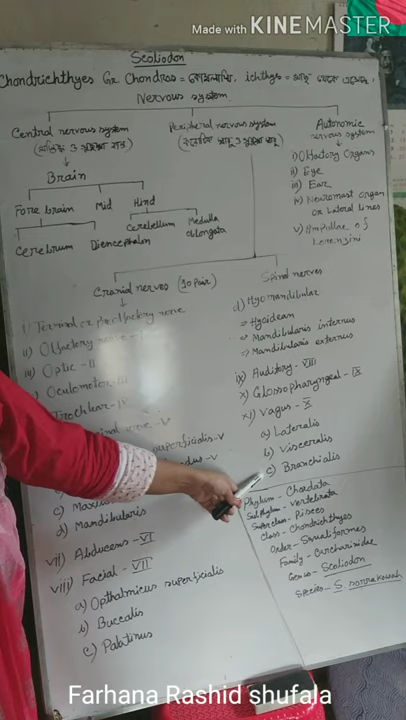 Made with KINEMASTER
Scoliodon
Chondrichthyes Gr. Chondros = ichthys =
Nervous system
Central nervous system
Peripheral nervous system
Autonomic nervous system
Brain
Fore brain Mid Hind
Cerebrum Diencephalon
Cerebellum Medulla oblongata
i) Olfactory Organs
ii) Eye
iii) Ear
iv) Neuromast organ or Lateral lines
v) Ampullae of Lorenzini
Cranial nerves (10 pair)
Spinal nerves
i) Terminal or
ii) Olfactory nerve - I
iii) Optic - II
Oculomotor - III
Trochlear - IV
nerve - V
superficialis - V
- V
c)
d) Mandibularis
vii) Abducens - VI
viii) Facial - VII
a) Opthalmicus superficialis
b) Buccalis
c) Palatinus
d) Hyomandibular
⇒ Hyoidean
⇒ Mandibularis internus
⇒ Mandibularis externus
ix) Auditory - VIII
x) Glossopharyngeal - IX
xi) Vagus - X
a) Lateralis
b) Visceralis
c) Branchialis
Phylum - Chordata
Subphylum - Vertebrata
Superclass - Pisces
Class - Chondrichthyes
Order -
Family -
Genus - Scoliodon
Species - S. sorrakowah
Farhana Rashid shufala